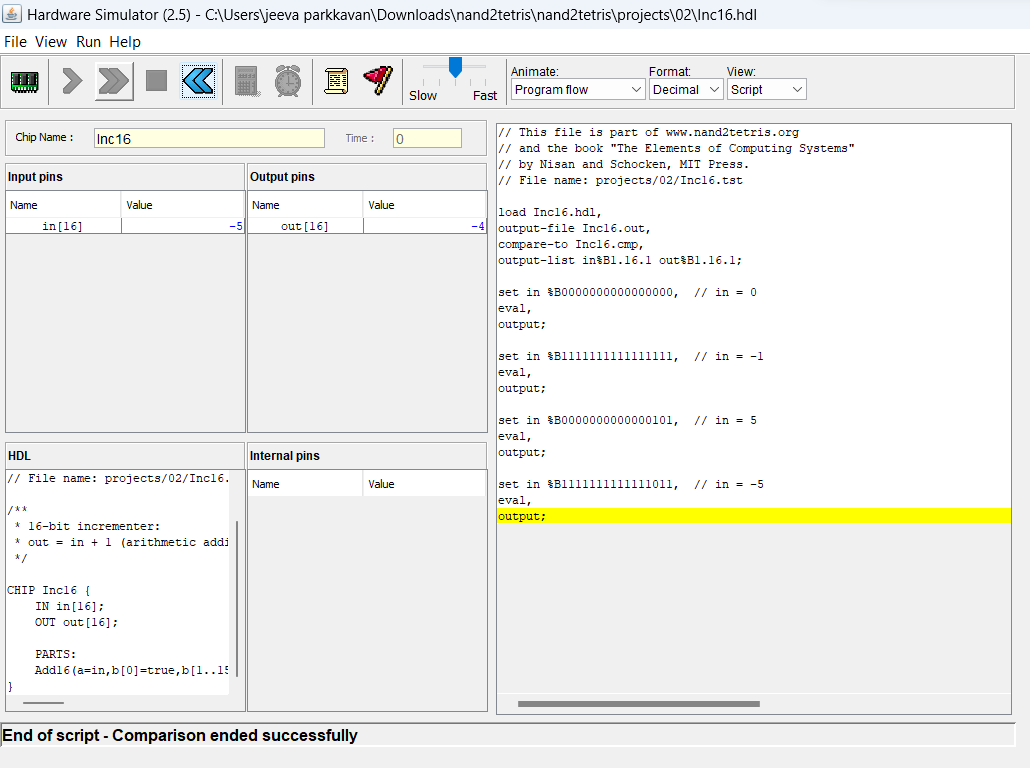 Hardware Simulator (2.5) - C:\Users\jeeva parkkavan\Downloads\nand2tetris\nand2tetris\projects\02\Inc16.hdl
File View Run Help
Slow Fast
Animate: Format: View:
Program flow Decimal Script
Chip Name : Inc16 Time : 0
Input pins
Name Value
in[16] -5
Output pins
Name Value
out[16] -4
HDL
// File name: projects/02/Inc16.
/**
* 16-bit incrementer:
* out = in + 1 (arithmetic addi
*/
CHIP Inc16 {
IN in[16];
OUT out[16];
PARTS:
Add16(a=in,b[0]=true,b[1..15
}
Internal pins
Name Value
// This file is part of www.nand2tetris.org
// and the book "The Elements of Computing Systems"
// by Nisan and Schocken, MIT Press.
// File name: projects/02/Inc16.tst
load Inc16.hdl,
output-file Inc16.out,
compare-to Inc16.cmp,
output-list in%B1.16.1 out%B1.16.1;
set in %B0000000000000000, // in = 0
eval,
output;
set in %B1111111111111111, // in = -1
eval,
output;
set in %B0000000000000101, // in = 5
eval,
output;
set in %B1111111111111011, // in = -5
eval,
output;
End of script - Comparison ended successfully